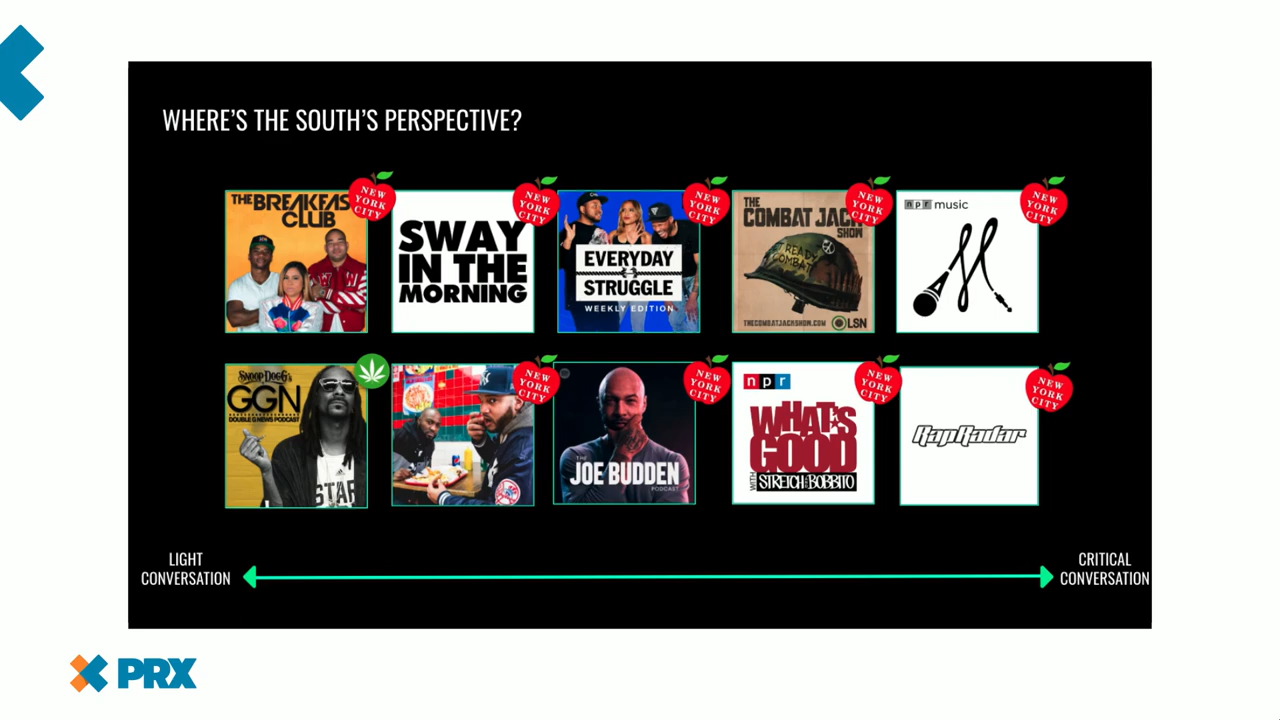 WHERE'S THE SOUTH'S PERSPECTIVE?
THE
BREAKFAS
CLUB
NEW
YORK
CITY
SWAY
IN THE
MORNING
NEW
YORK
CITY
EVERYDAY
STRUGGLE
WEEKLY EDITION
NEW
YORK
CITY
THE
COMBAT JACK
SHOW
READY
COMBAT
THECOMBATJACKSHOW.COM
LSN
NEW
YORK
CITY
npr music
NEW
YORK
CITY
SNOOP DOGG'S
GGN
DOUBLE G NEWS PODCAST
STAR
NEW
YORK
CITY
THE
JOE BUDDEN
PODCAST
NEW
YORK
CITY
npr
WHAT'S
GOOD
WITH
STRETCH AND BOBBITO
NEW
YORK
CITY
RapRadar
NEW
YORK
CITY
LIGHT
CONVERSATION
CRITICAL
CONVERSATION
PRX